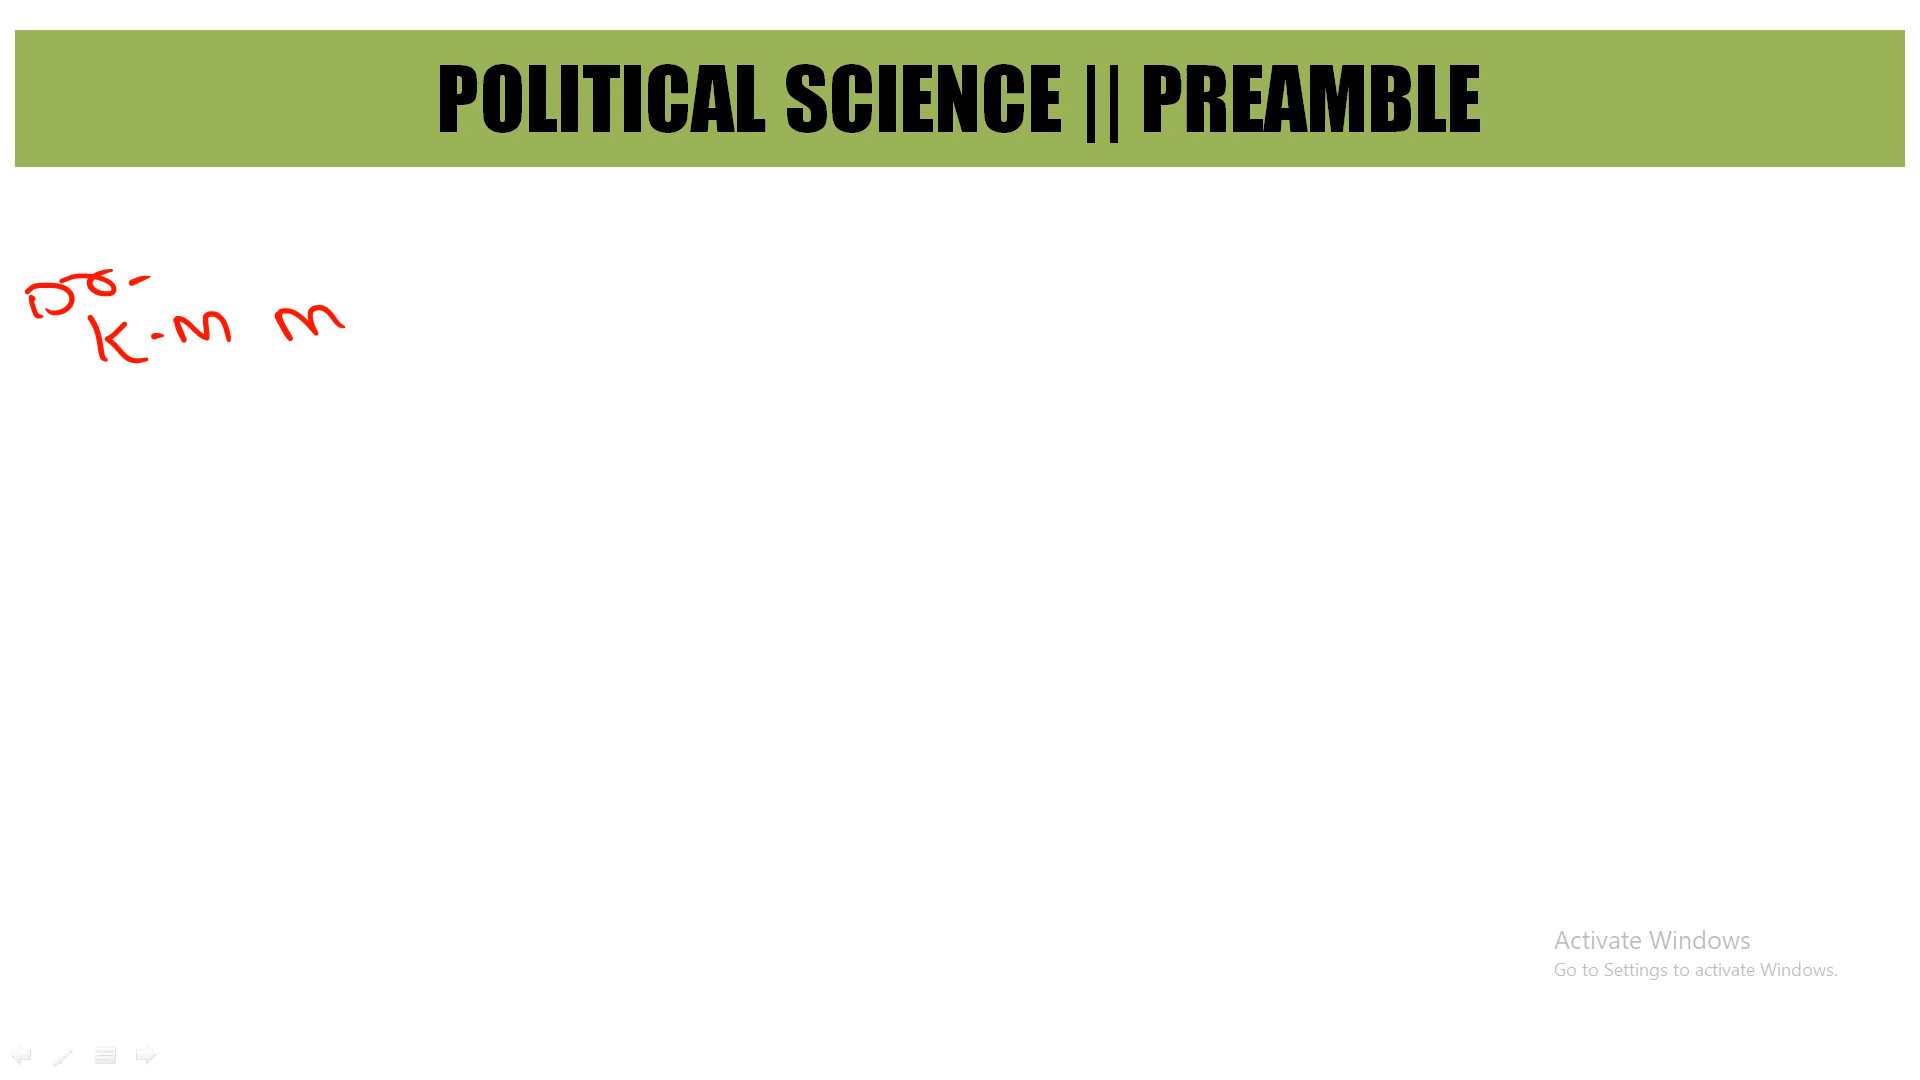 POLITICAL SCIENCE || PREAMBLE
K-M M
Activate Windows
Go to Settings to activate Windows.